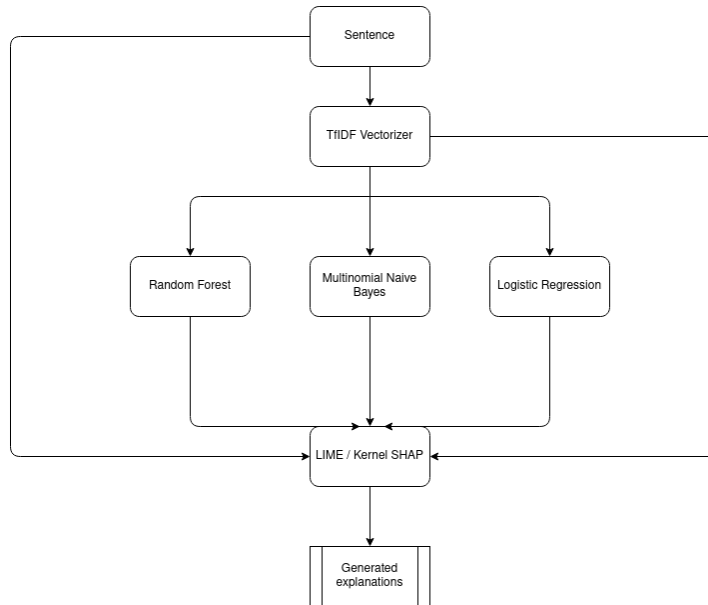 Sentence
TfIDF Vectorizer
Random Forest
Multinomial Naive
Bayes
Logistic Regression
LIME / Kernel SHAP
Generated
explanations